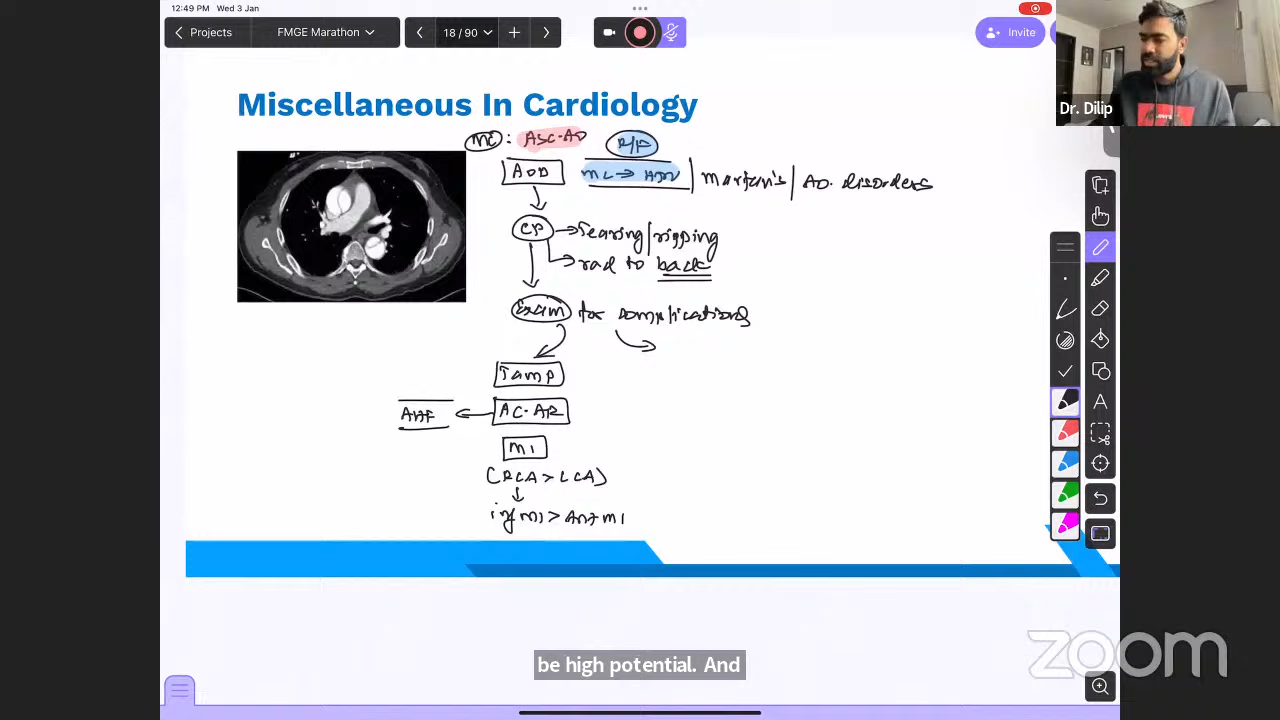 12:49 PM Wed 3 Jan
Projects FMGE Marathon 18 / 90 Invite
Dr. Dilip
Miscellaneous In Cardiology
MC : ASC-AO
R/F
AOD MC → HTN | Marfan's | AO. disorders
CP → Tearing/ripping
→ rad to back
Exam for complications
Tamp
AHF ← AC-AR
MI
(RCA > LCA)
inf MI > Ant MI
be high potential. And
zoom